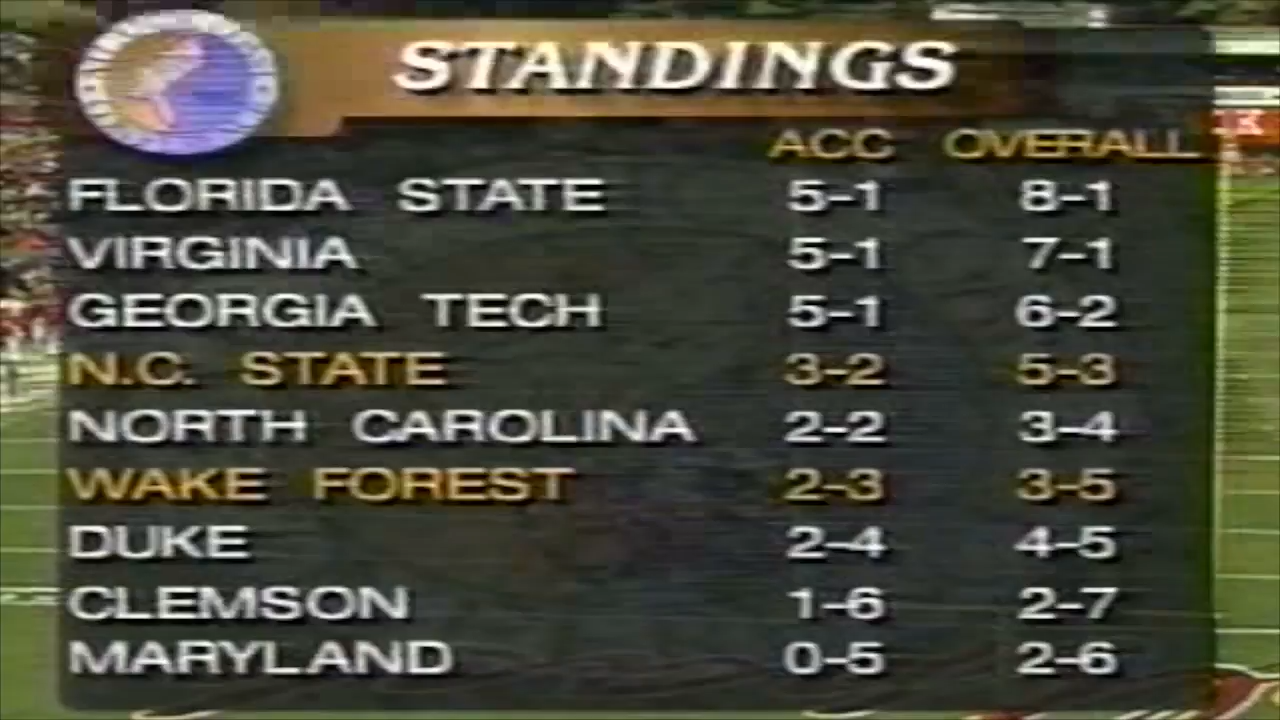 STANDINGS
ACC OVERALL
FLORIDA STATE 5-1 8-1
VIRGINIA 5-1 7-1
GEORGIA TECH 5-1 6-2
N.C. STATE 3-2 5-3
NORTH CAROLINA 2-2 3-4
WAKE FOREST 2-3 3-5
DUKE 2-4 4-5
CLEMSON 1-6 2-7
MARYLAND 0-5 2-6